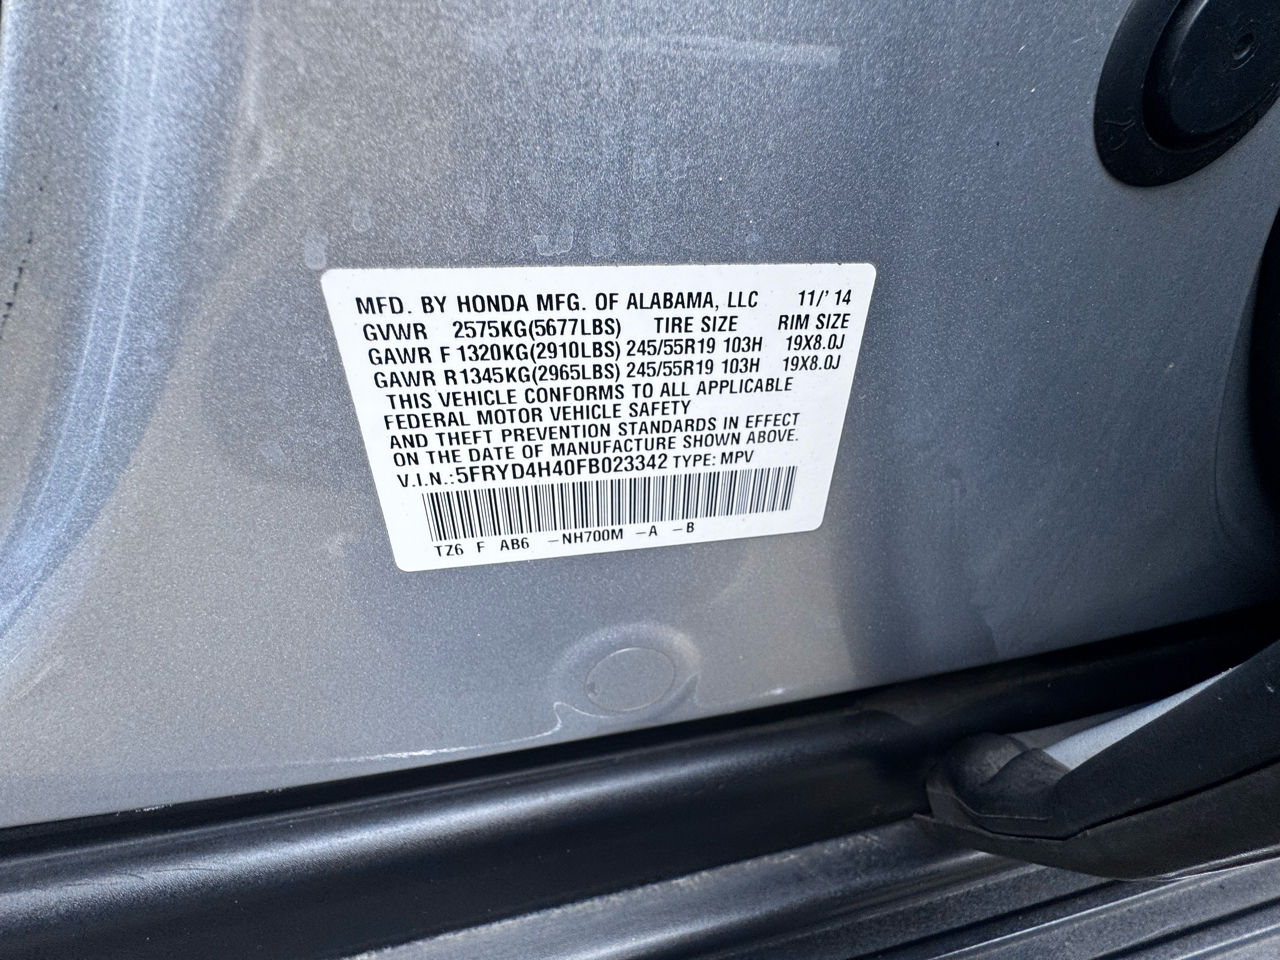 MFD. BY HONDA MFG. OF ALABAMA, LLC 11/' 14
GVWR 2575KG(5677LBS) TIRE SIZE RIM SIZE
GAWR F 1320KG(2910LBS) 245/55R19 103H 19X8.0J
GAWR R1345KG(2965LBS) 245/55R19 103H 19X8.0J
THIS VEHICLE CONFORMS TO ALL APPLICABLE
FEDERAL MOTOR VEHICLE SAFETY
AND THEFT PREVENTION STANDARDS IN EFFECT
ON THE DATE OF MANUFACTURE SHOWN ABOVE.
V.I.N.:5FRYD4H40FB023342 TYPE: MPV
TZ6 F AB6 -NH700M -A -B